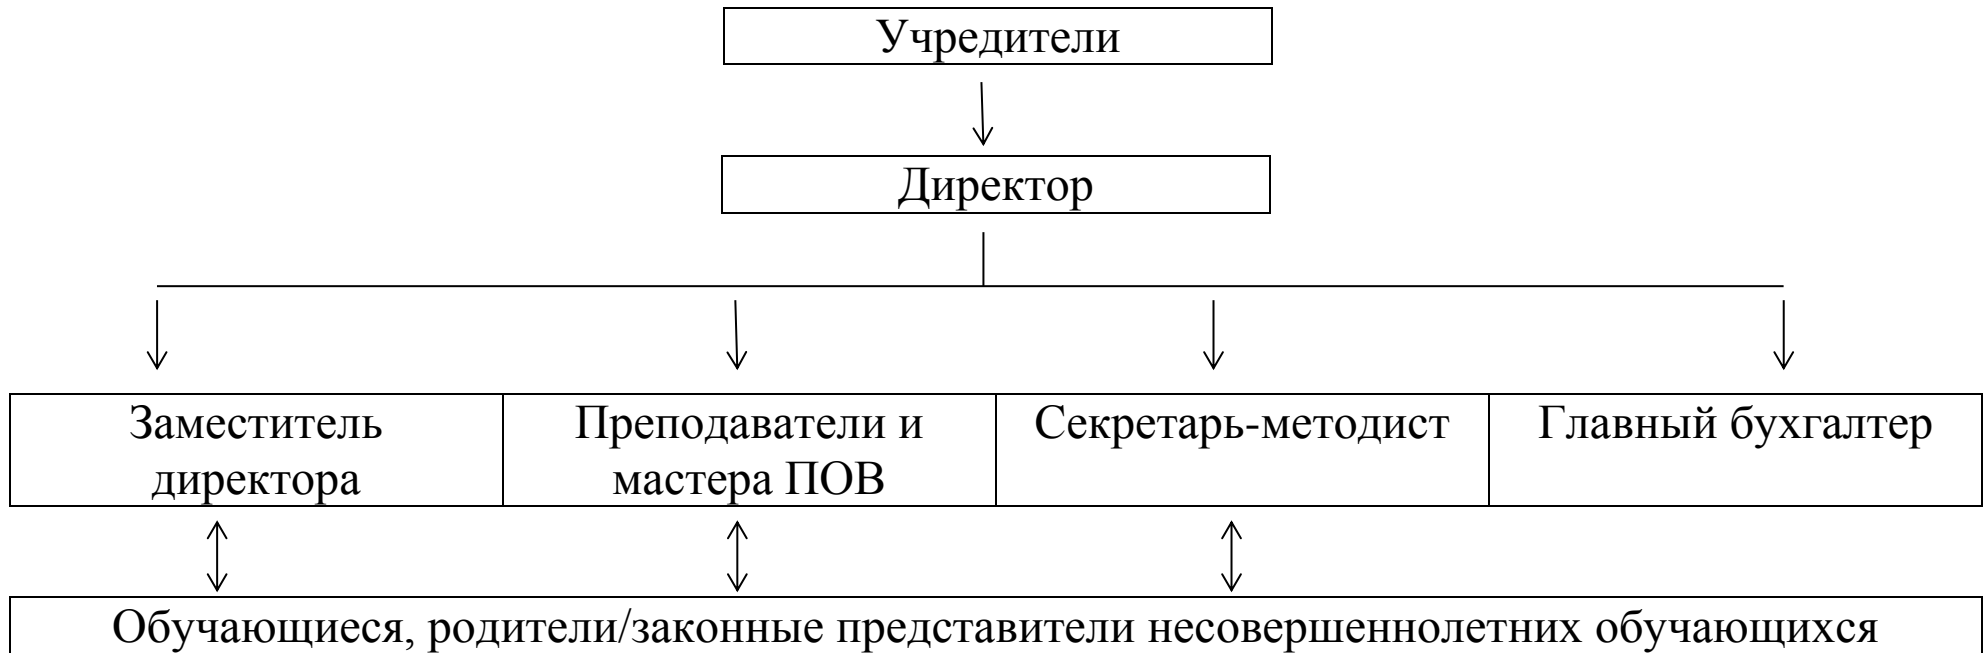 Учредители
Директор
Заместитель
директора
Преподаватели и
мастера ПОВ
Секретарь-методист
Главный бухгалтер
Обучающиеся, родители/законные представители несовершеннолетних обучающихся